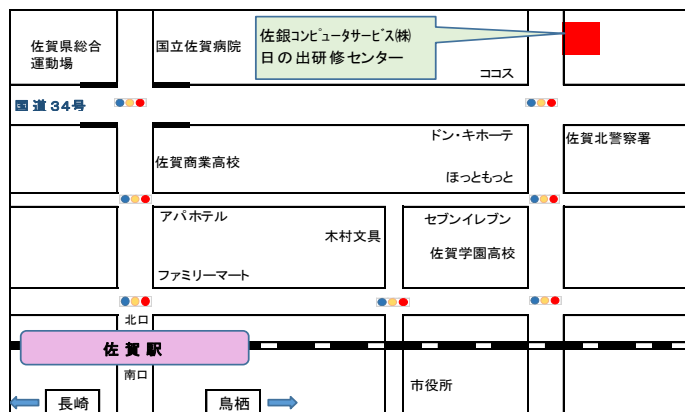 佐賀県総合
運動場
国立佐賀病院
佐銀コンピュータサービス㈱
日の出研修センター
ココス
国道34号
ドン・キホーテ
佐賀北警察署
佐賀商業高校
ほっともっと
アパホテル
セブンイレブン
木村文具
佐賀学園高校
ファミリーマート
北口
佐賀駅
南口
市役所
長崎
鳥栖